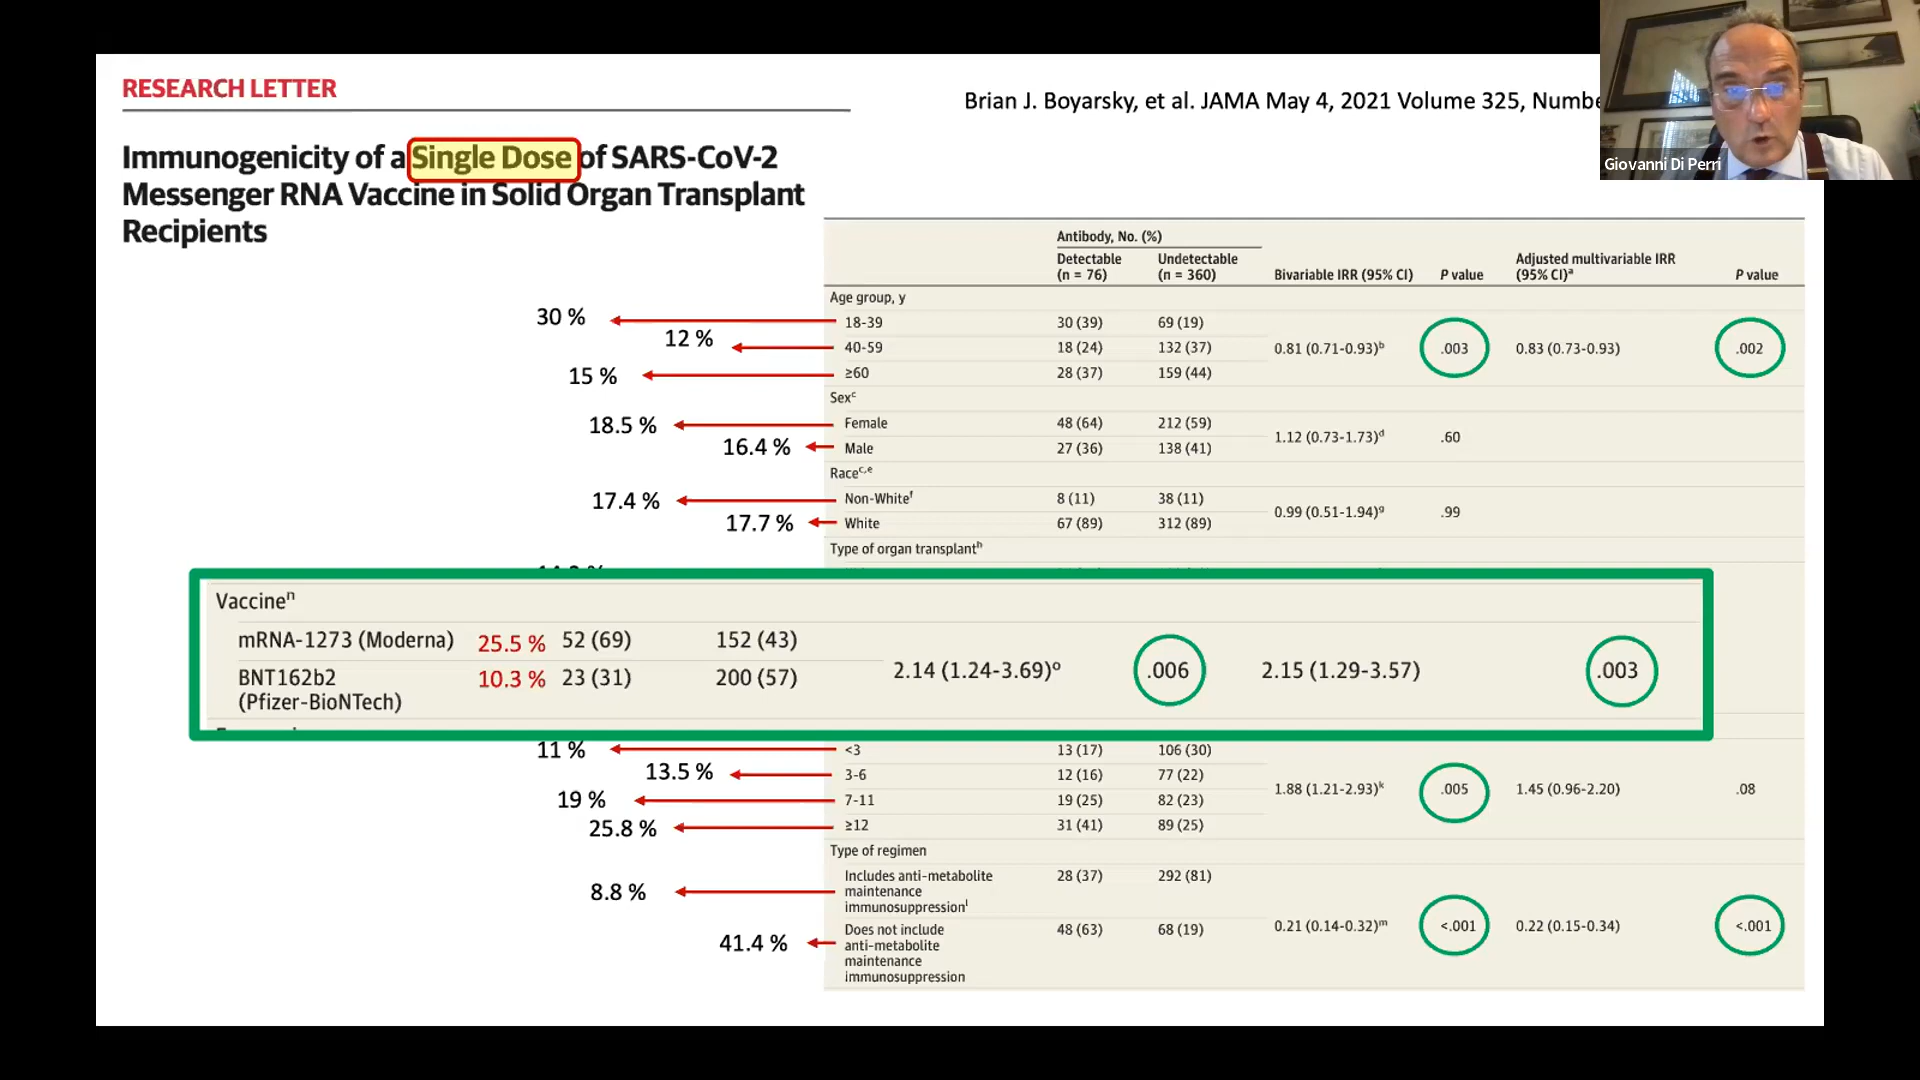 RESEARCH LETTER
Brian J. Boyarsky, et al. JAMA May 4, 2021 Volume 325,
Giovanni Di Perri
Immunogenicity of a Single Dose of SARS-CoV-2
Messenger RNA Vaccine in Solid Organ Transplant
Recipients
Antibody, No. (%)
Detectable (n = 76) Undetectable (n = 360) Bivariable IRR (95% CI) P value Adjusted multivariable IRR (95% CI)a P value
Age group, y
30 % 18-39 30 (39) 69 (19)
12 % 40-59 18 (24) 132 (37) 0.81 (0.71-0.93)b .003 0.83 (0.73-0.93) .002
15 % ≥60 28 (37) 159 (44)
Sexc
18.5 % Female 48 (64) 212 (59)
1.12 (0.73-1.73)d .60
16.4 % Male 27 (36) 138 (41)
Racec,e
17.4 % Non-Whitef 8 (11) 38 (11)
0.99 (0.51-1.94)g .99
17.7 % White 67 (89) 312 (89)
Type of organ transplanth
Vaccinen
mRNA-1273 (Moderna) 25.5 % 52 (69) 152 (43)
2.14 (1.24-3.69)o .006 2.15 (1.29-3.57) .003
BNT162b2 10.3 % 23 (31) 200 (57)
(Pfizer-BioNTech)
11 % <3 13 (17) 106 (30)
13.5 % 3-6 12 (16) 77 (22)
1.88 (1.21-2.93)k .005 1.45 (0.96-2.20) .08
19 % 7-11 19 (25) 82 (23)
25.8 % ≥12 31 (41) 89 (25)
Type of regimen
8.8 % Includes anti-metabolite 28 (37) 292 (81)
maintenance
immunosuppressionl
0.21 (0.14-0.32)m <.001 0.22 (0.15-0.34) <.001
41.4 % Does not include 48 (63) 68 (19)
anti-metabolite
maintenance
immunosuppression